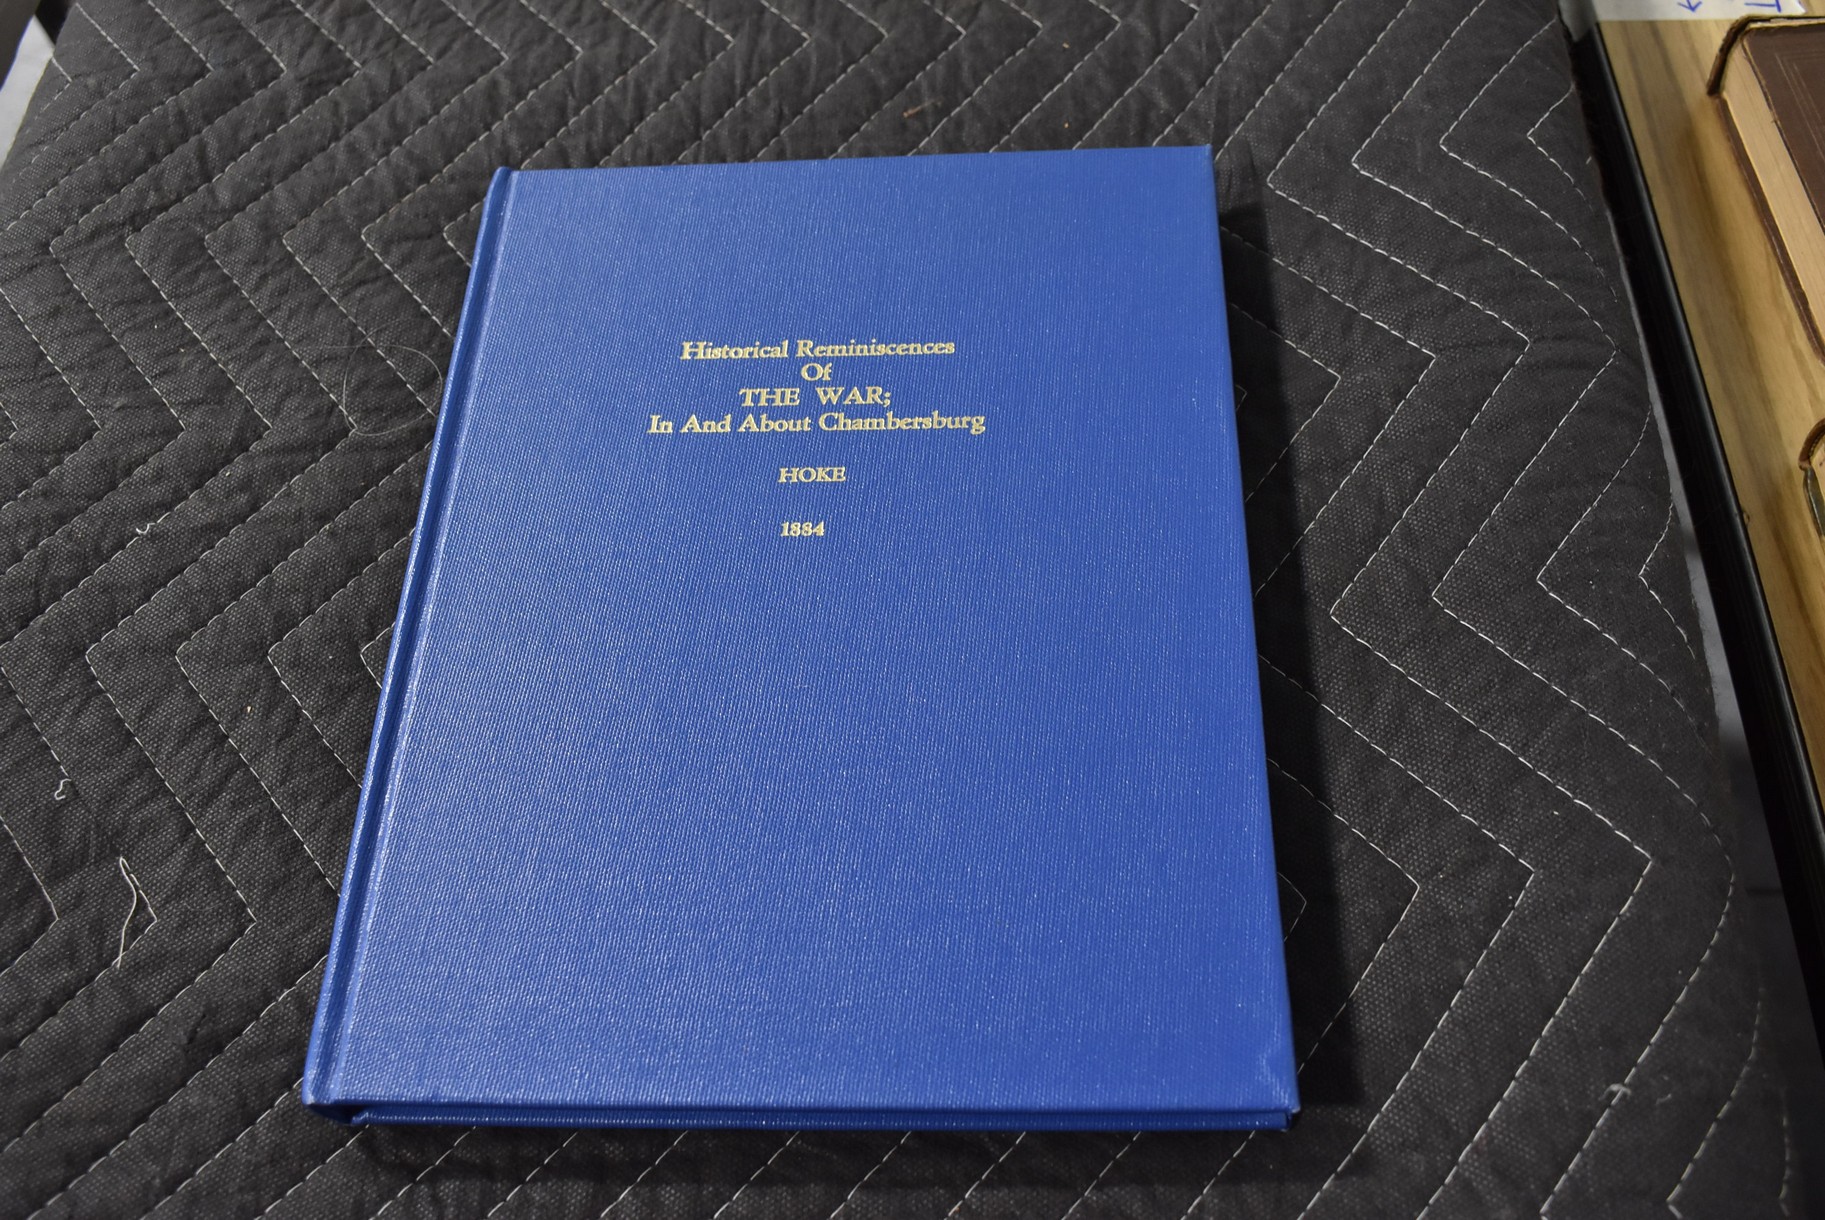 Historical Reminiscences
Of
THE WAR;
In And About Chambersburg
HOKE
1884